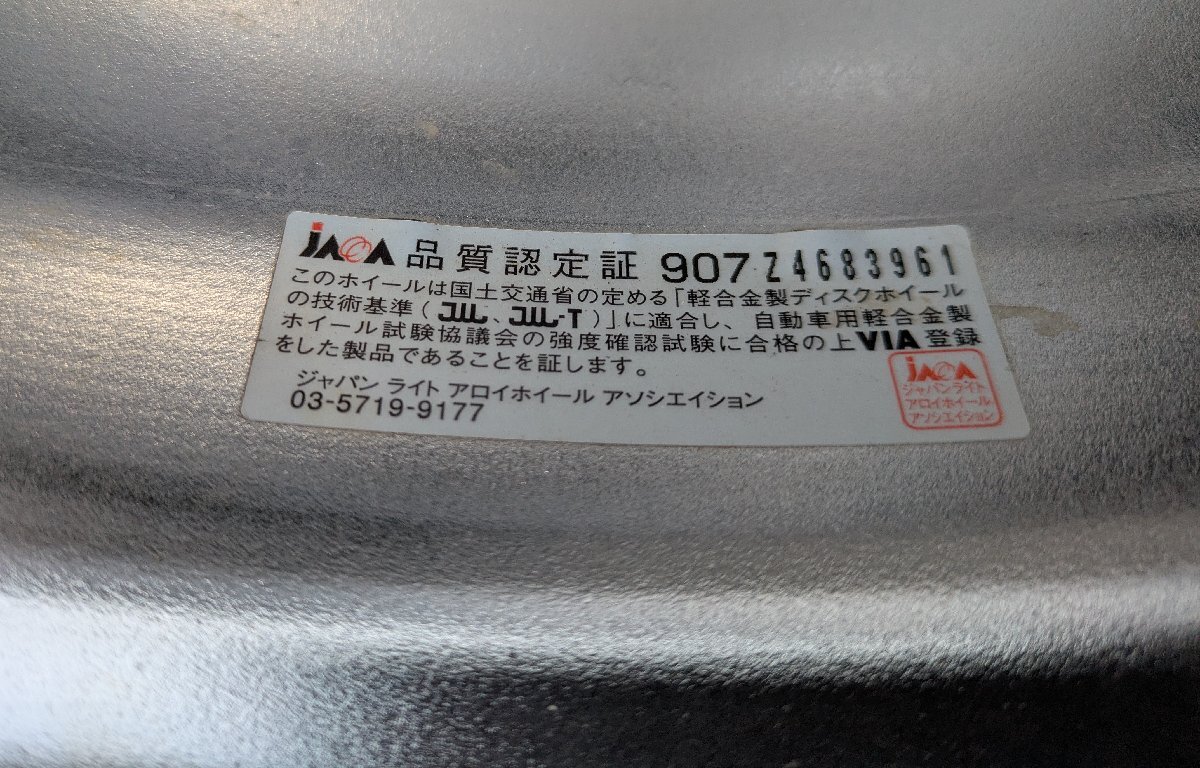 JAWA 品質認定証 907 Z4683961
このホイールは国土交通省の定める「軽合金製ディスクホイール
の技術基準(JWL、JWL-T)」に適合し、自動車用軽合金製
ホイール試験協議会の強度確認試験に合格の上VIA登録
をした製品であることを証します。
ジャパン ライト アロイホイール アソシエイション
03-5719-9177
JAWA
ジャパンライト
アロイホイール
アソシエイション